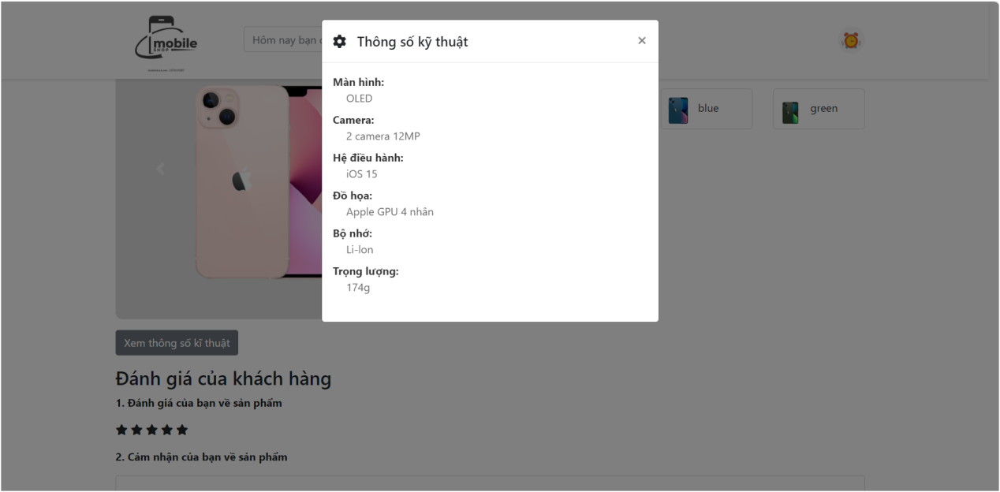 mobile
SHOP
Hôm nay bạn
Thông số kỹ thuật
×
Màn hình:
OLED
Camera:
2 camera 12MP
Hệ điều hành:
iOS 15
Đồ họa:
Apple GPU 4 nhân
Bộ nhớ:
Li-lon
Trọng lượng:
174g
blue
green
Xem thông số kĩ thuật
Đánh giá của khách hàng
1. Đánh giá của bạn về sản phẩm
2. Cảm nhận của bạn về sản phẩm